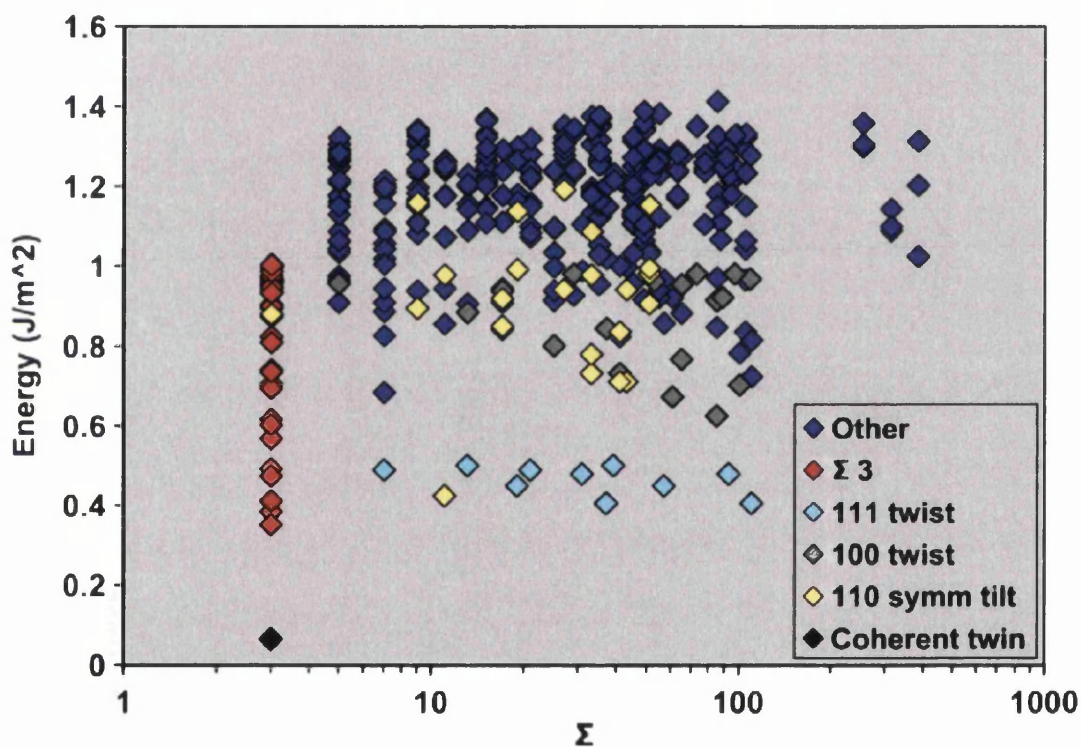 1.6
1.4
1.2
1
0.8
0.6
0.4
0.2
0
Energy (J/m^2)
1
10
100
1000
Σ
Other
Σ 3
111 twist
100 twist
110 symm tilt
Coherent twin